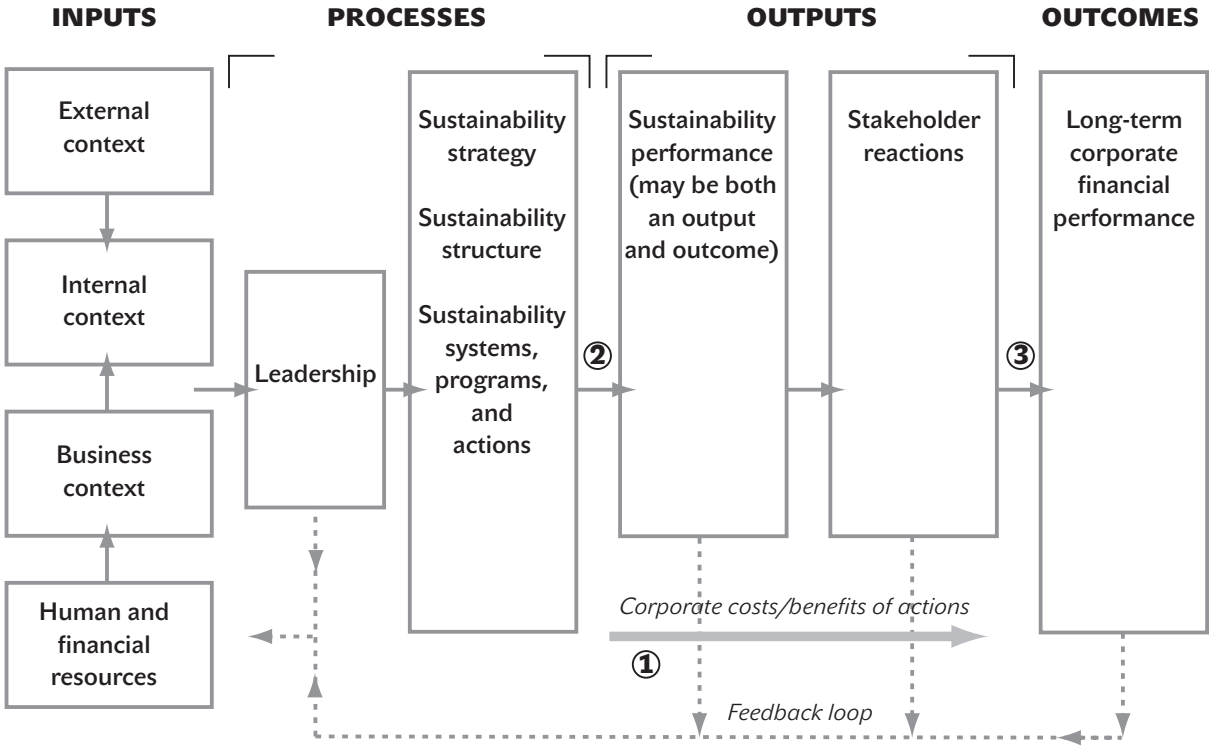 INPUTS
PROCESSES
OUTPUTS
OUTCOMES
External
context
Internal
context
Business
context
Human and
financial
resources
Leadership
Sustainability
strategy
Sustainability
structure
Sustainability
systems,
programs,
and
actions
②
Sustainability
performance
(may be both
an output
and outcome)
Stakeholder
reactions
③
Long-term
corporate
financial
performance
Corporate costs/benefits of actions
①
Feedback loop